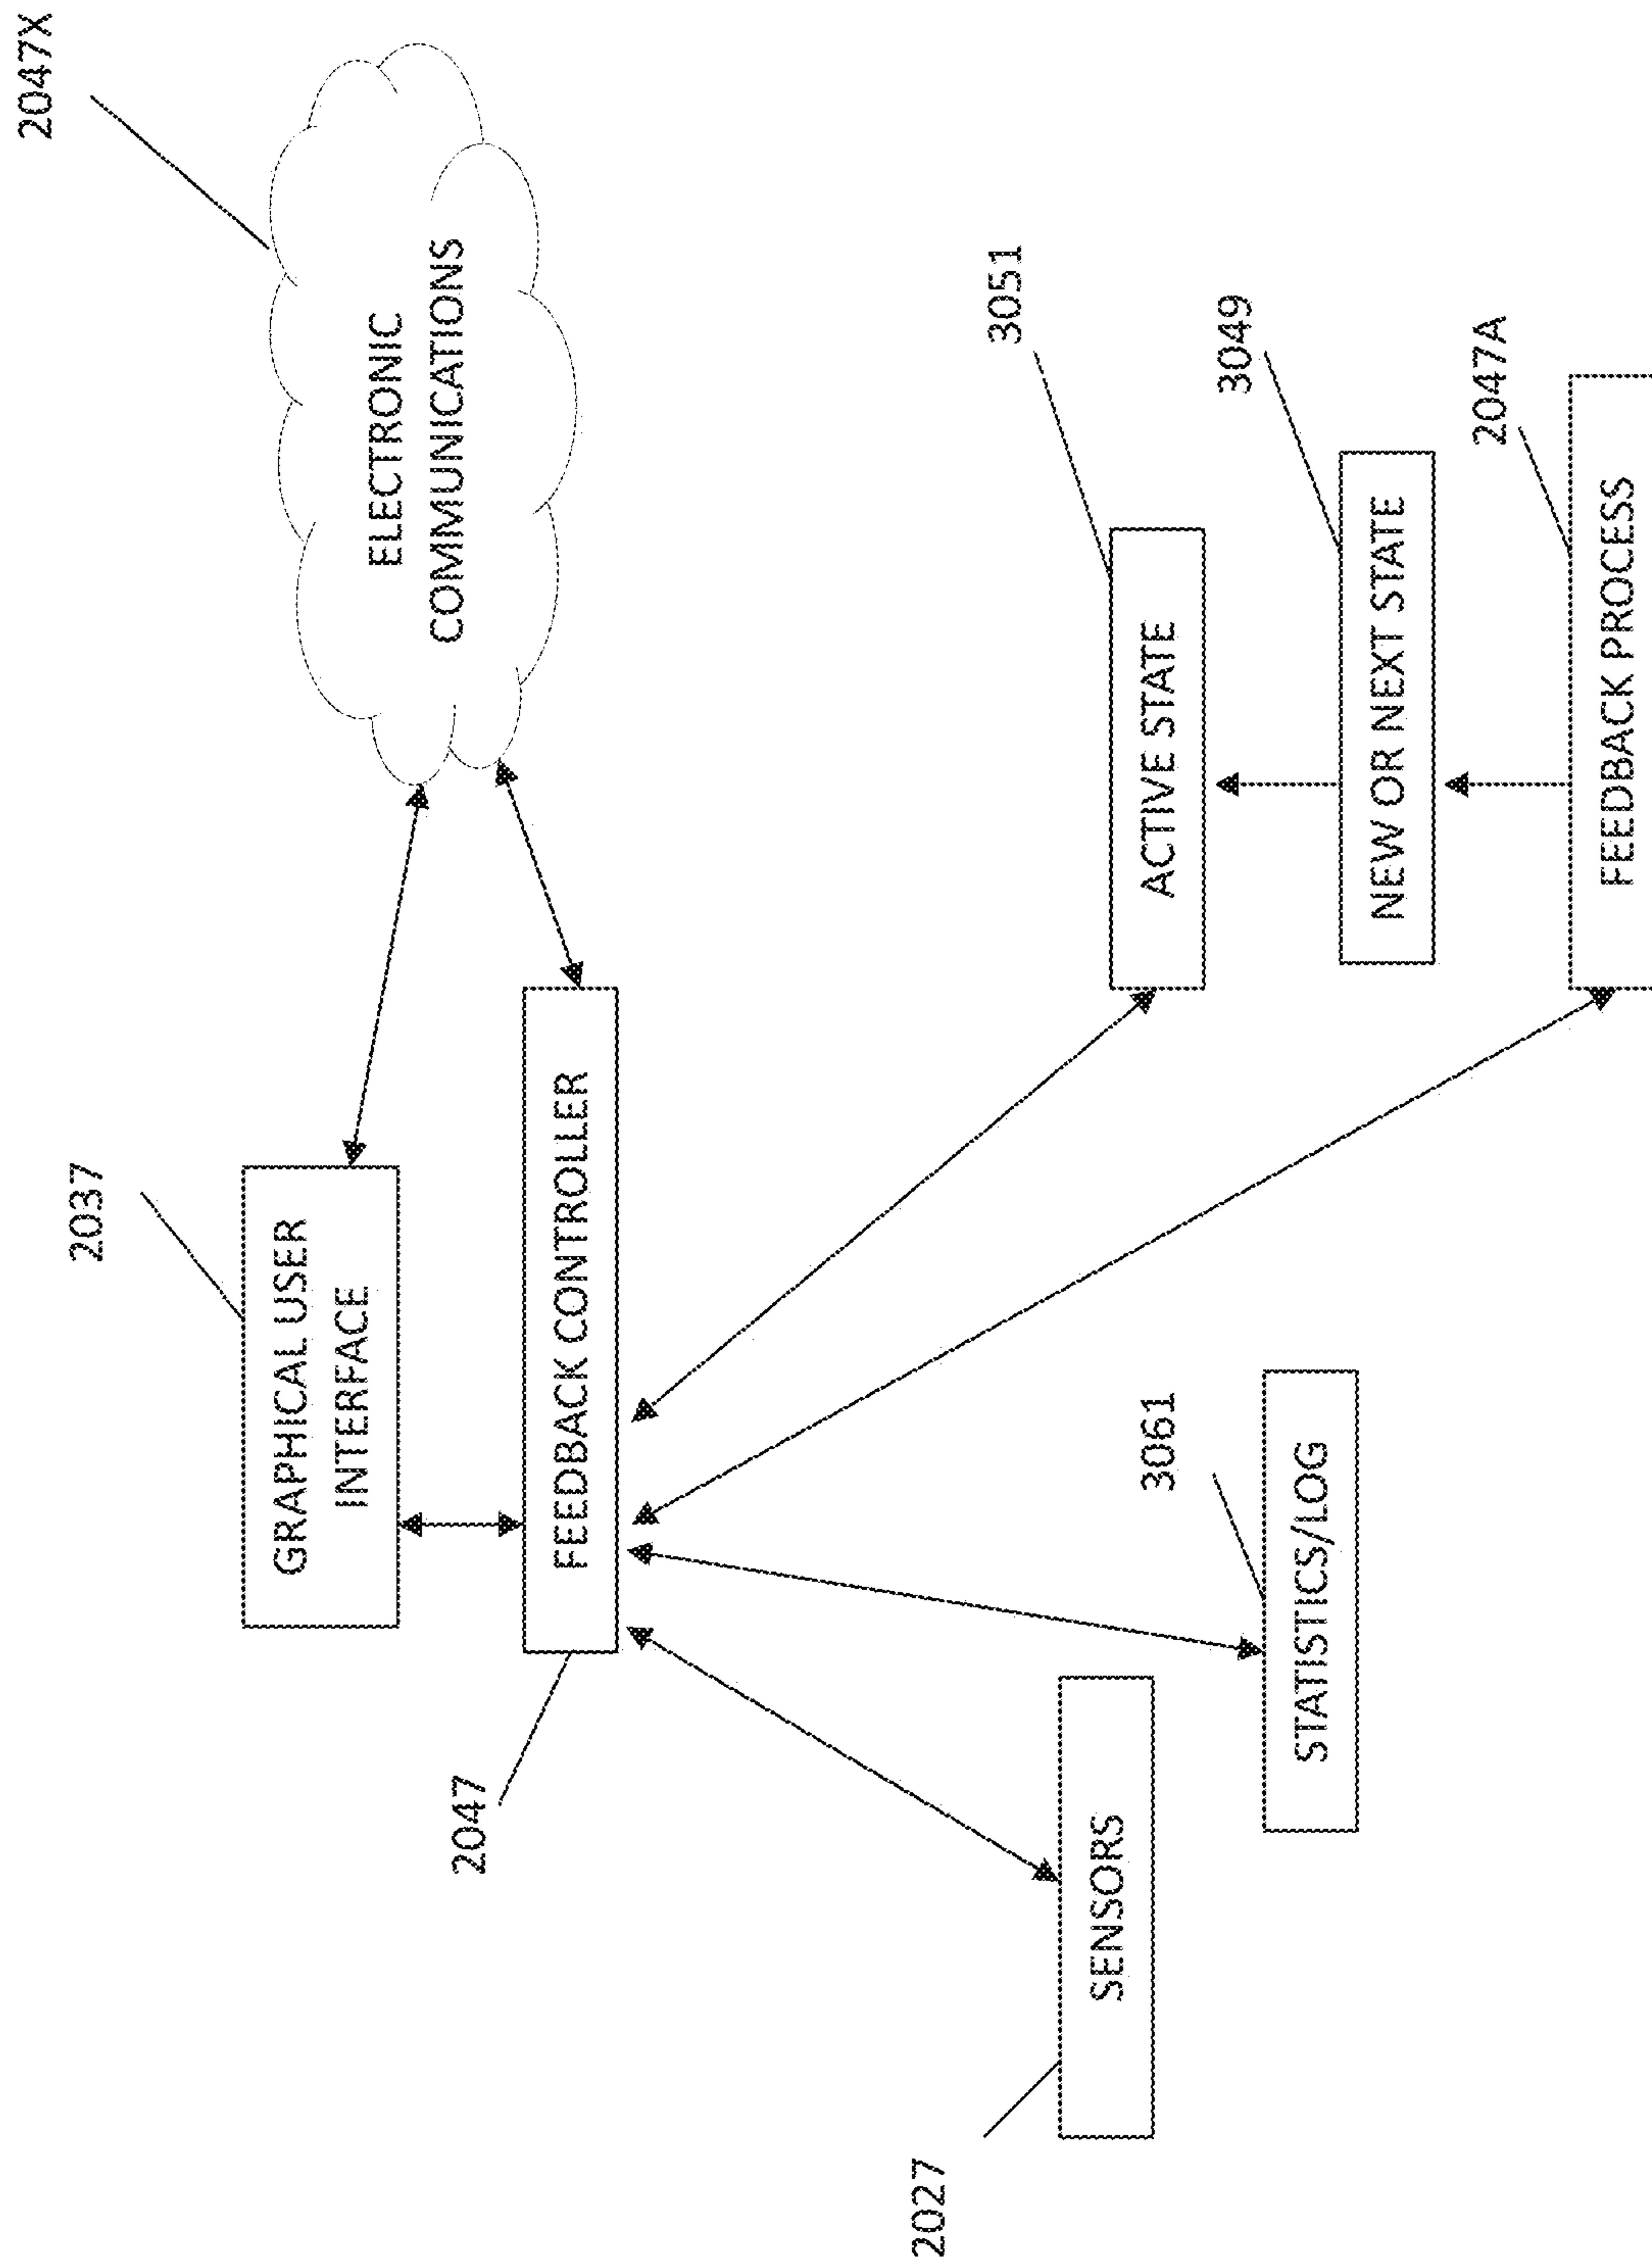 2047X
2037
GRAPHICAL USER
INTERFACE
ELECTRONIC
COMMUNICATIONS
2047
FEEDBACK CONTROLLER
2027
SENSORS
3061
STATISTICS/LOG
3051
ACTIVE STATE
3049
NEW OR NEXT STATE
2047A
FEEDBACK PROCESS